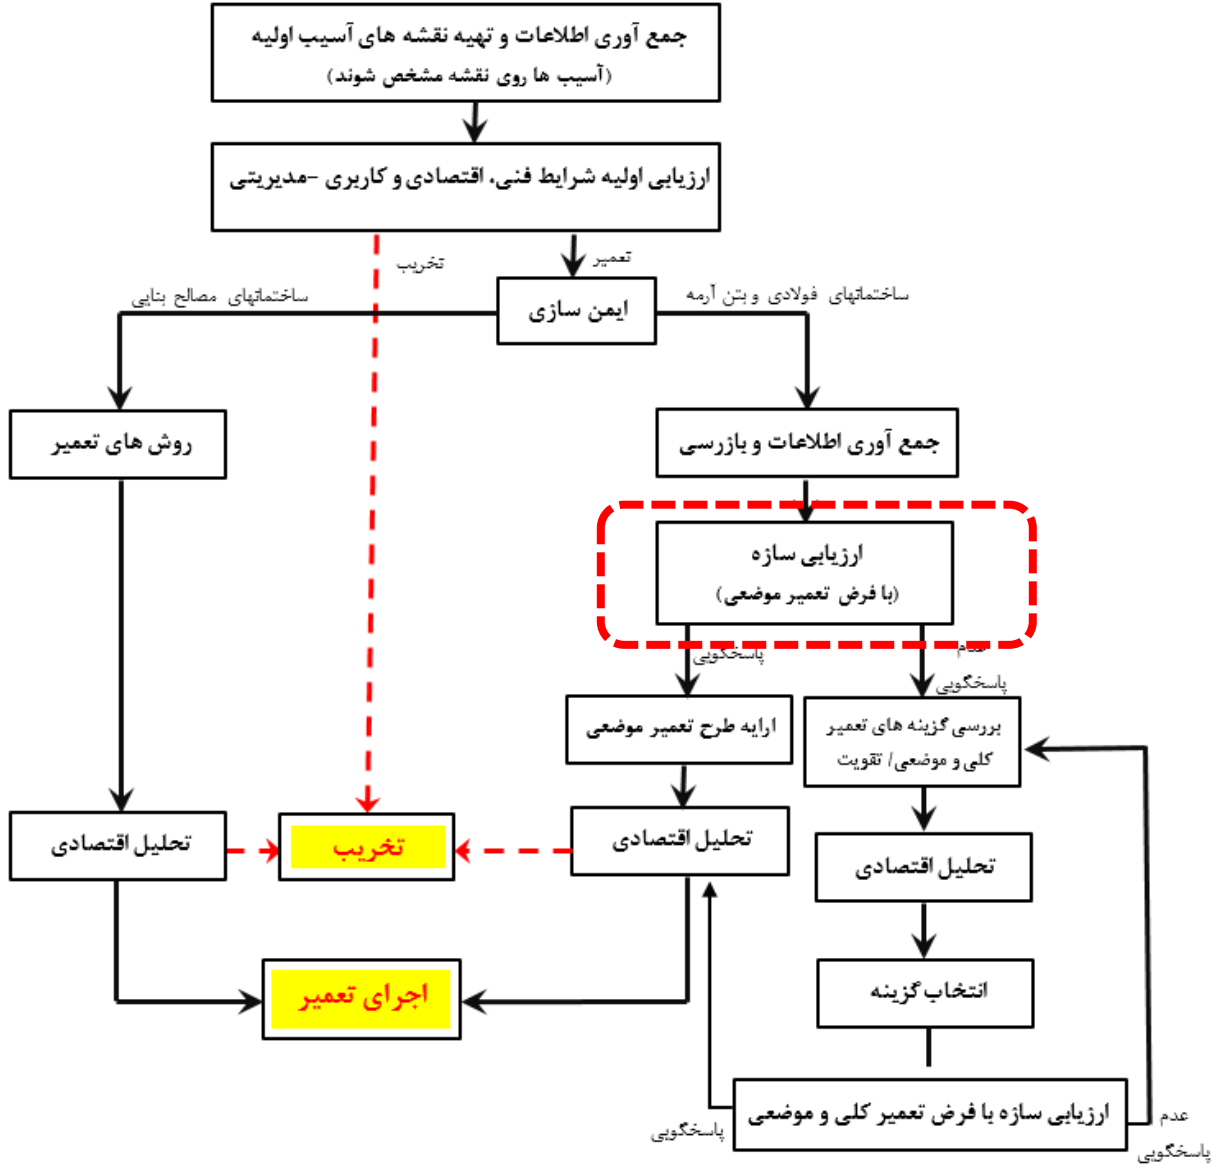 جمع آوری اطلاعات و تهیه نقشه های آسیب اولیه
(آسیب ها روی نقشه مشخص شوند)
ارزیابی اولیه شرایط فنی، اقتصادی و کاربری -مدیریتی
تخریب
تعمیر
ساختمانهای مصالح بنایی
ایمن سازی
ساختمانهای فولادی و بتن آرمه
روش های تعمیر
جمع آوری اطلاعات و بازرسی
ارزیابی سازه
(با فرض تعمیر موضعی)
پاسخگویی
عدم
پاسخگویی
ارایه طرح تعمیر موضعی
بررسی گزینه های تعمیر
کلی و موضعی/ تقویت
تحلیل اقتصادی
تخریب
تحلیل اقتصادی
تحلیل اقتصادی
اجرای تعمیر
انتخاب گزینه
ارزیابی سازه با فرض تعمیر کلی و موضعی
پاسخگویی
عدم
پاسخگویی